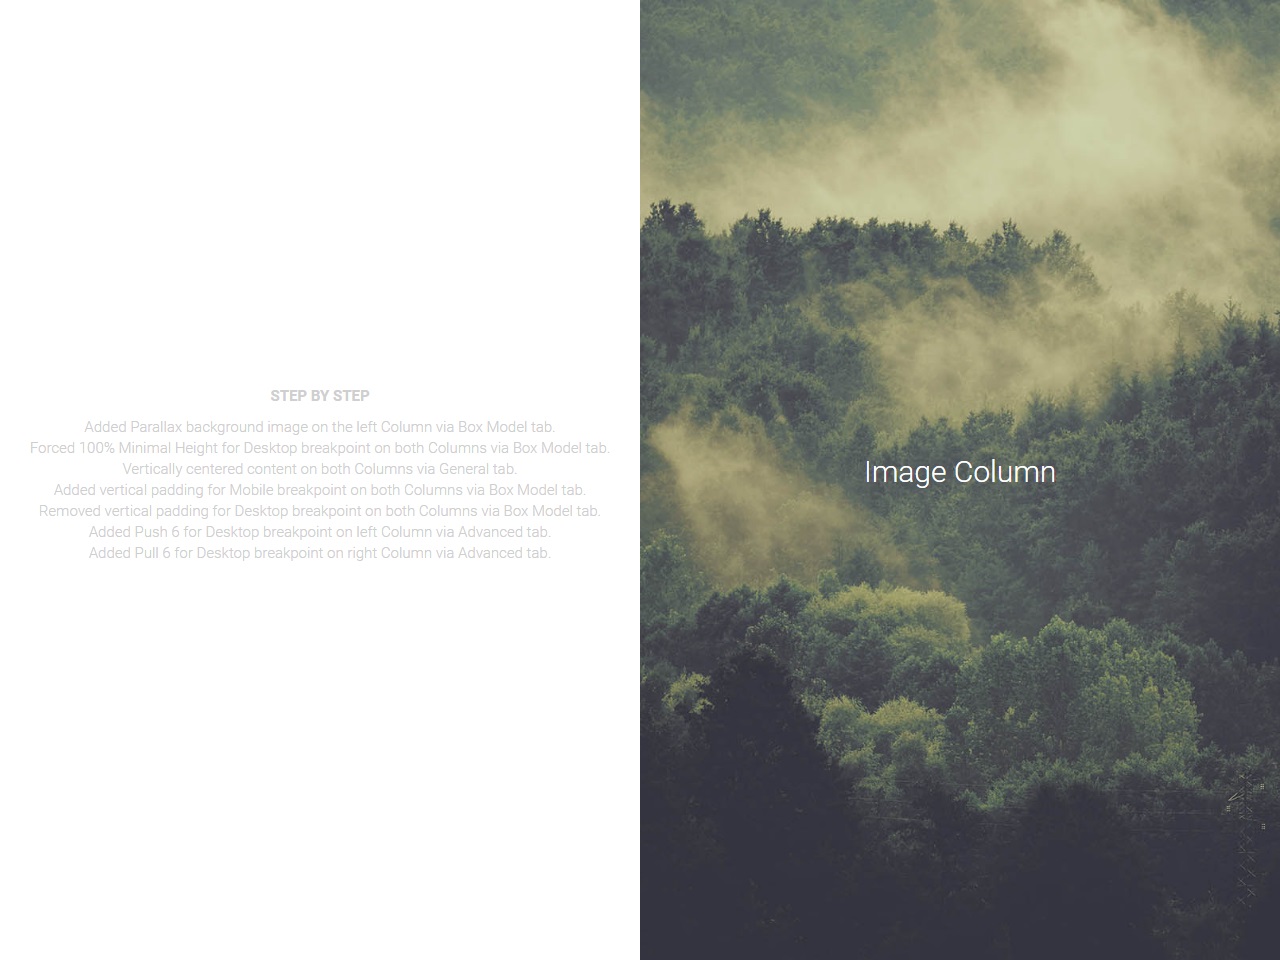 STEP BY STEP
Added Parallax background image on the left Column via Box Model tab.
Forced 100% Minimal Height for Desktop breakpoint on both Columns via Box Model tab.
Vertically centered content on both Columns via General tab.
Added vertical padding for Mobile breakpoint on both Columns via Box Model tab.
Removed vertical padding for Desktop breakpoint on both Columns via Box Model tab.
Added Push 6 for Desktop breakpoint on left Column via Advanced tab.
Added Pull 6 for Desktop breakpoint on right Column via Advanced tab.
Image Column